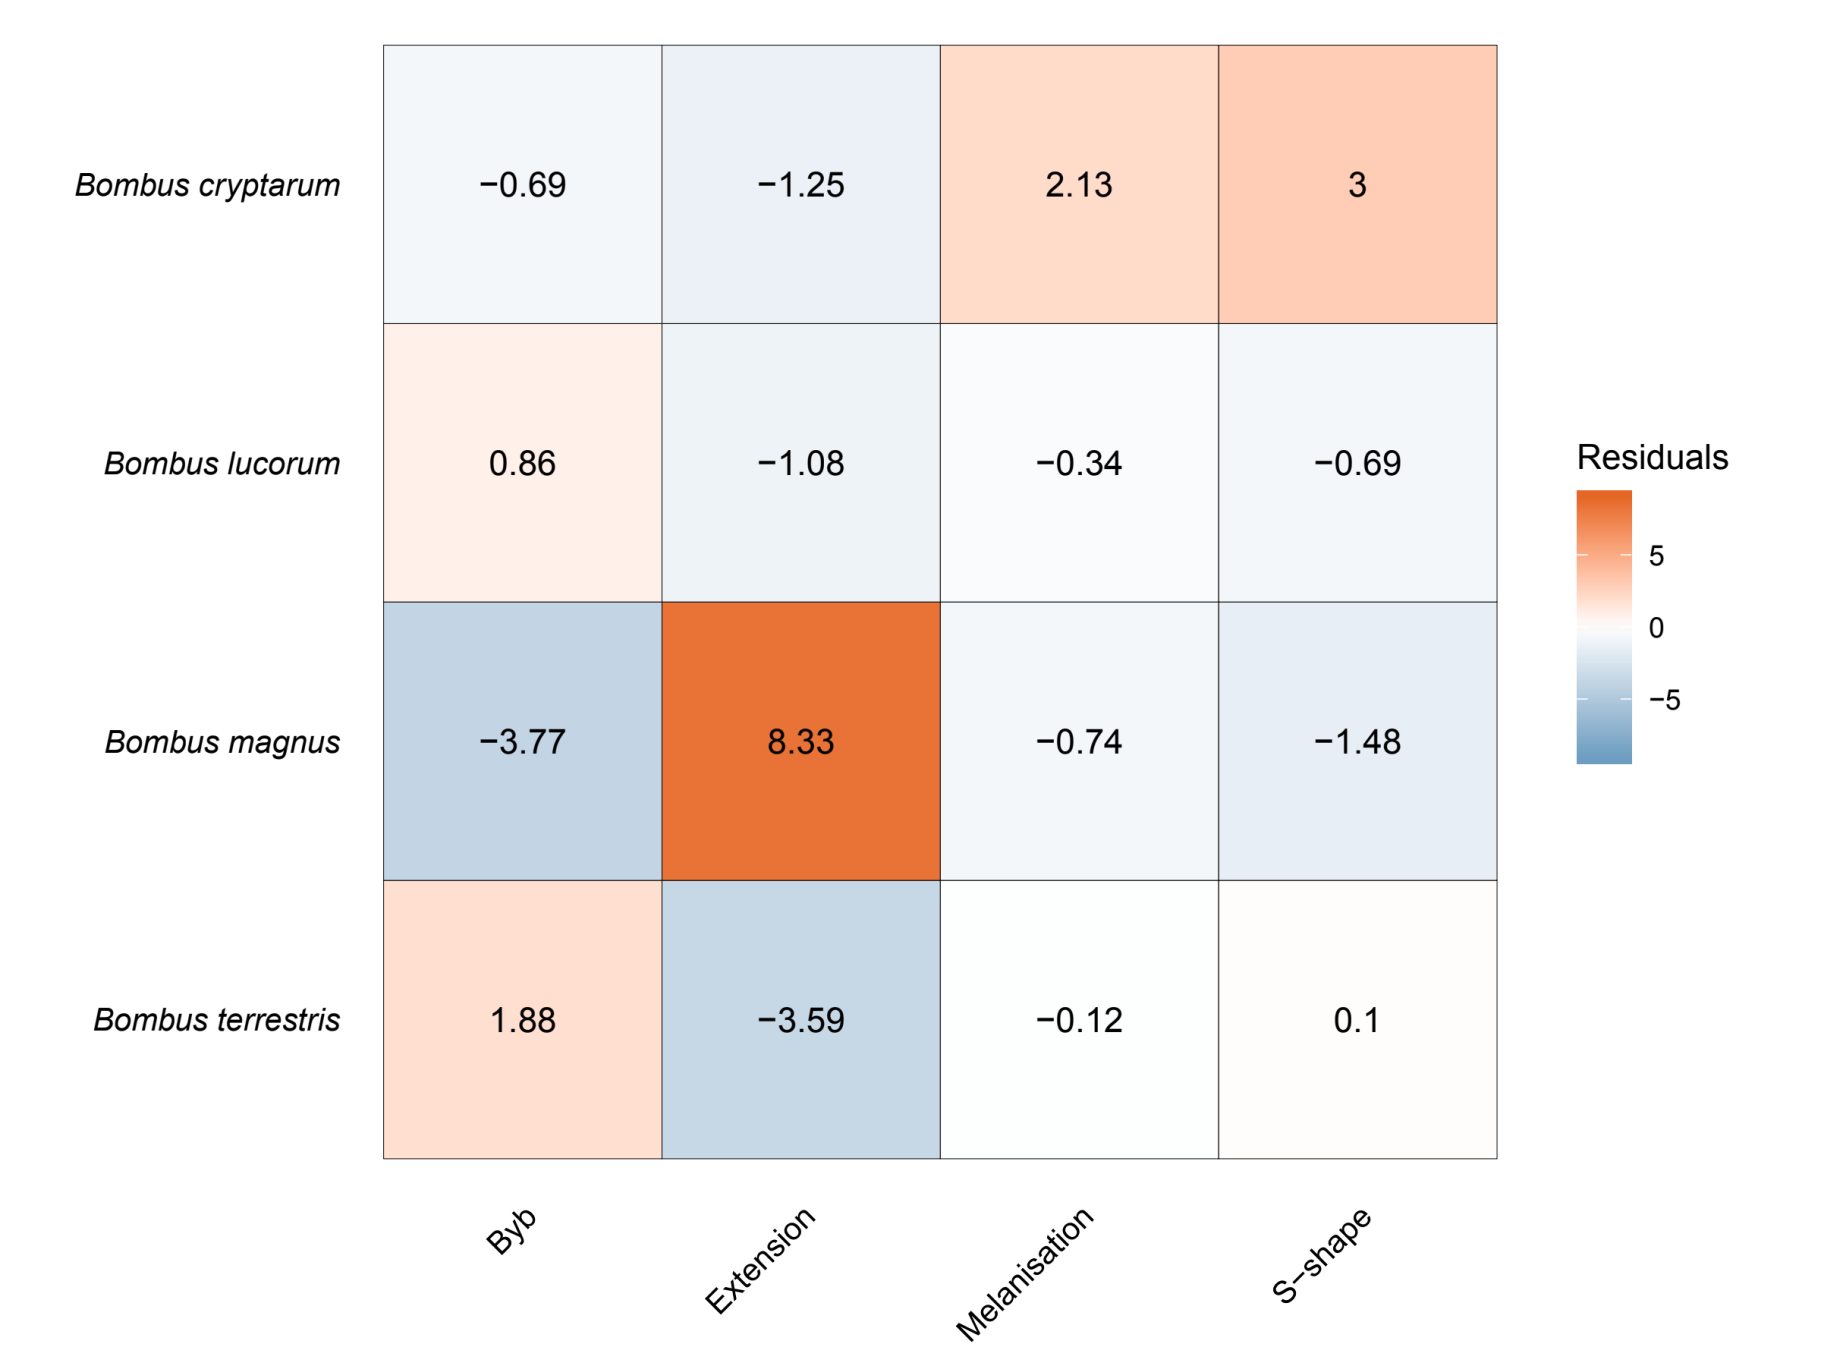 Bombus cryptarum −0.69 −1.25 2.13 3
Bombus lucorum 0.86 −1.08 −0.34 −0.69
Bombus magnus −3.77 8.33 −0.74 −1.48
Bombus terrestris 1.88 −3.59 −0.12 0.1
Byb Extension Melanisation S−shape
Residuals
5
0
−5